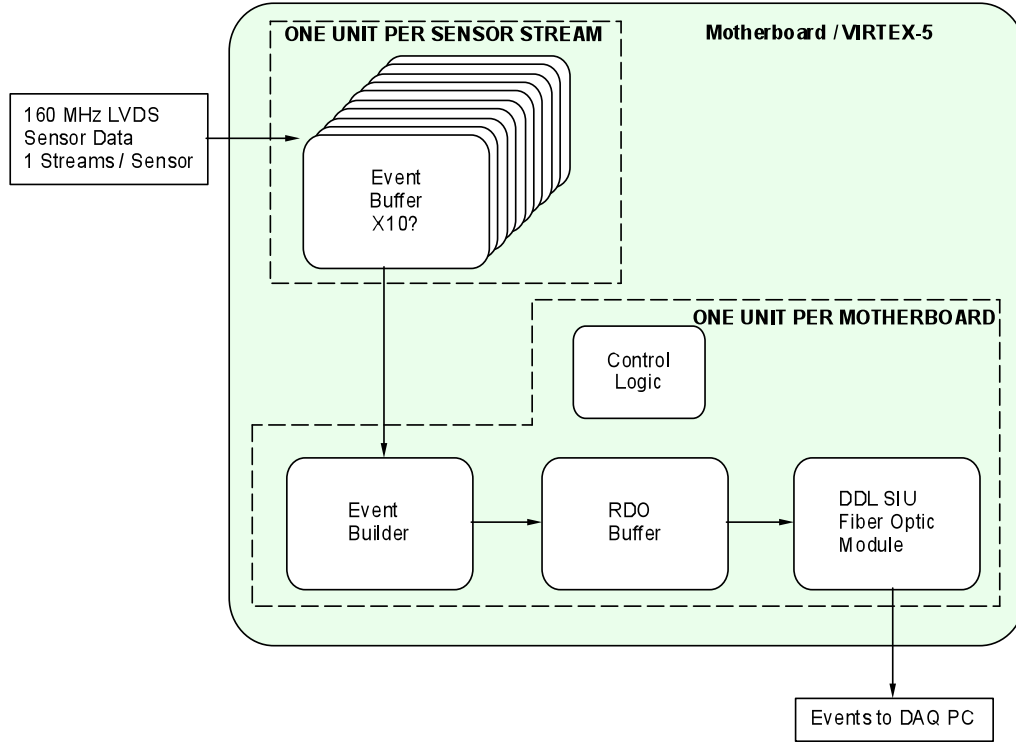 ONE UNIT PER SENSOR STREAM
Motherboard / VIRTEX-5
160 MHz LVDS
Sensor Data
1 Streams / Sensor
Event
Buffer
X10?
ONE UNIT PER MOTHERBOARD
Control
Logic
Event
Builder
RDO
Buffer
DDL SIU
Fiber Optic
Module
Events to DAQ PC